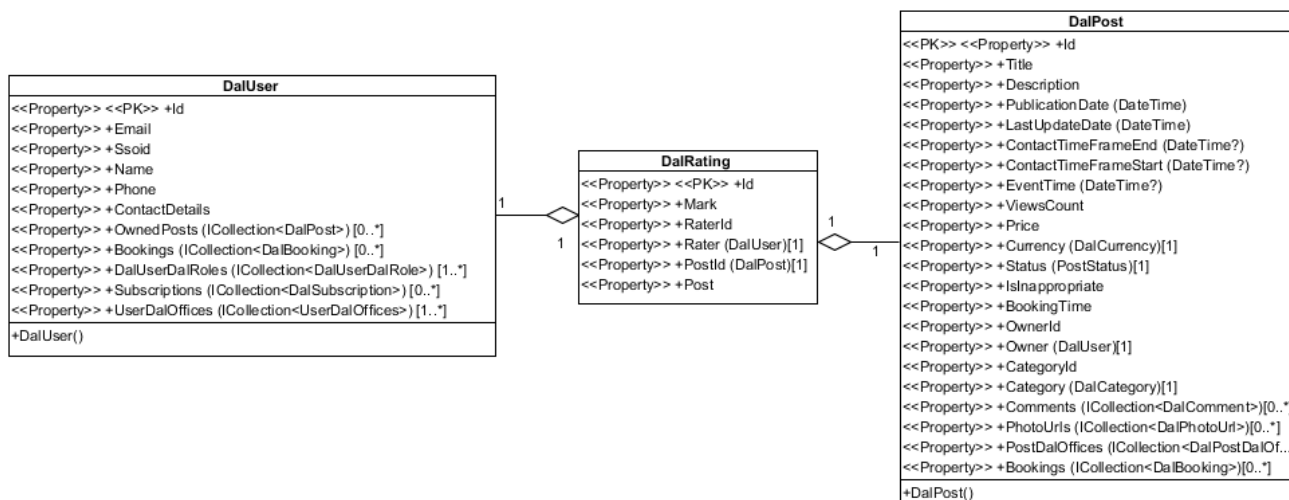 DalUser
<<Property>> <<PK>> +Id
<<Property>> +Email
<<Property>> +Ssoid
<<Property>> +Name
<<Property>> +Phone
<<Property>> +ContactDetails
<<Property>> +OwnedPosts (ICollection<DalPost>) [0..*]
<<Property>> +Bookings (ICollection<DalBooking>) [0..*]
<<Property>> +DalUserDalRoles (ICollection<DalUserDalRole>) [1..*]
<<Property>> +Subscriptions (ICollection<DalSubscription>) [0..*]
<<Property>> +UserDalOffices (ICollection<UserDalOffices>) [1..*]
+DalUser()
1
1
DalRating
<<Property>> <<PK>> +Id
<<Property>> +Mark
<<Property>> +RaterId
<<Property>> +Rater (DalUser)[1]
<<Property>> +PostId (DalPost)[1]
<<Property>> +Post
1
1
DalPost
<<PK>> <<Property>> +Id
<<Property>> +Title
<<Property>> +Description
<<Property>> +PublicationDate (DateTime)
<<Property>> +LastUpdateDate (DateTime)
<<Property>> +ContactTimeFrameEnd (DateTime?)
<<Property>> +ContactTimeFrameStart (DateTime?)
<<Property>> +EventTime (DateTime?)
<<Property>> +ViewsCount
<<Property>> +Price
<<Property>> +Currency (DalCurrency)[1]
<<Property>> +Status (PostStatus)[1]
<<Property>> +IsInappropriate
<<Property>> +BookingTime
<<Property>> +OwnerId
<<Property>> +Owner (DalUser)[1]
<<Property>> +CategoryId
<<Property>> +Category (DalCategory)[1]
<<Property>> +Comments (ICollection<DalComment>)[0..*]
<<Property>> +PhotoUrls (ICollection<DalPhotoUrl>)[0..*]
<<Property>> +PostDalOffices (ICollection<DalPostDalOf...
<<Property>> +Bookings (ICollection<DalBooking>)[0..*]
+DalPost()